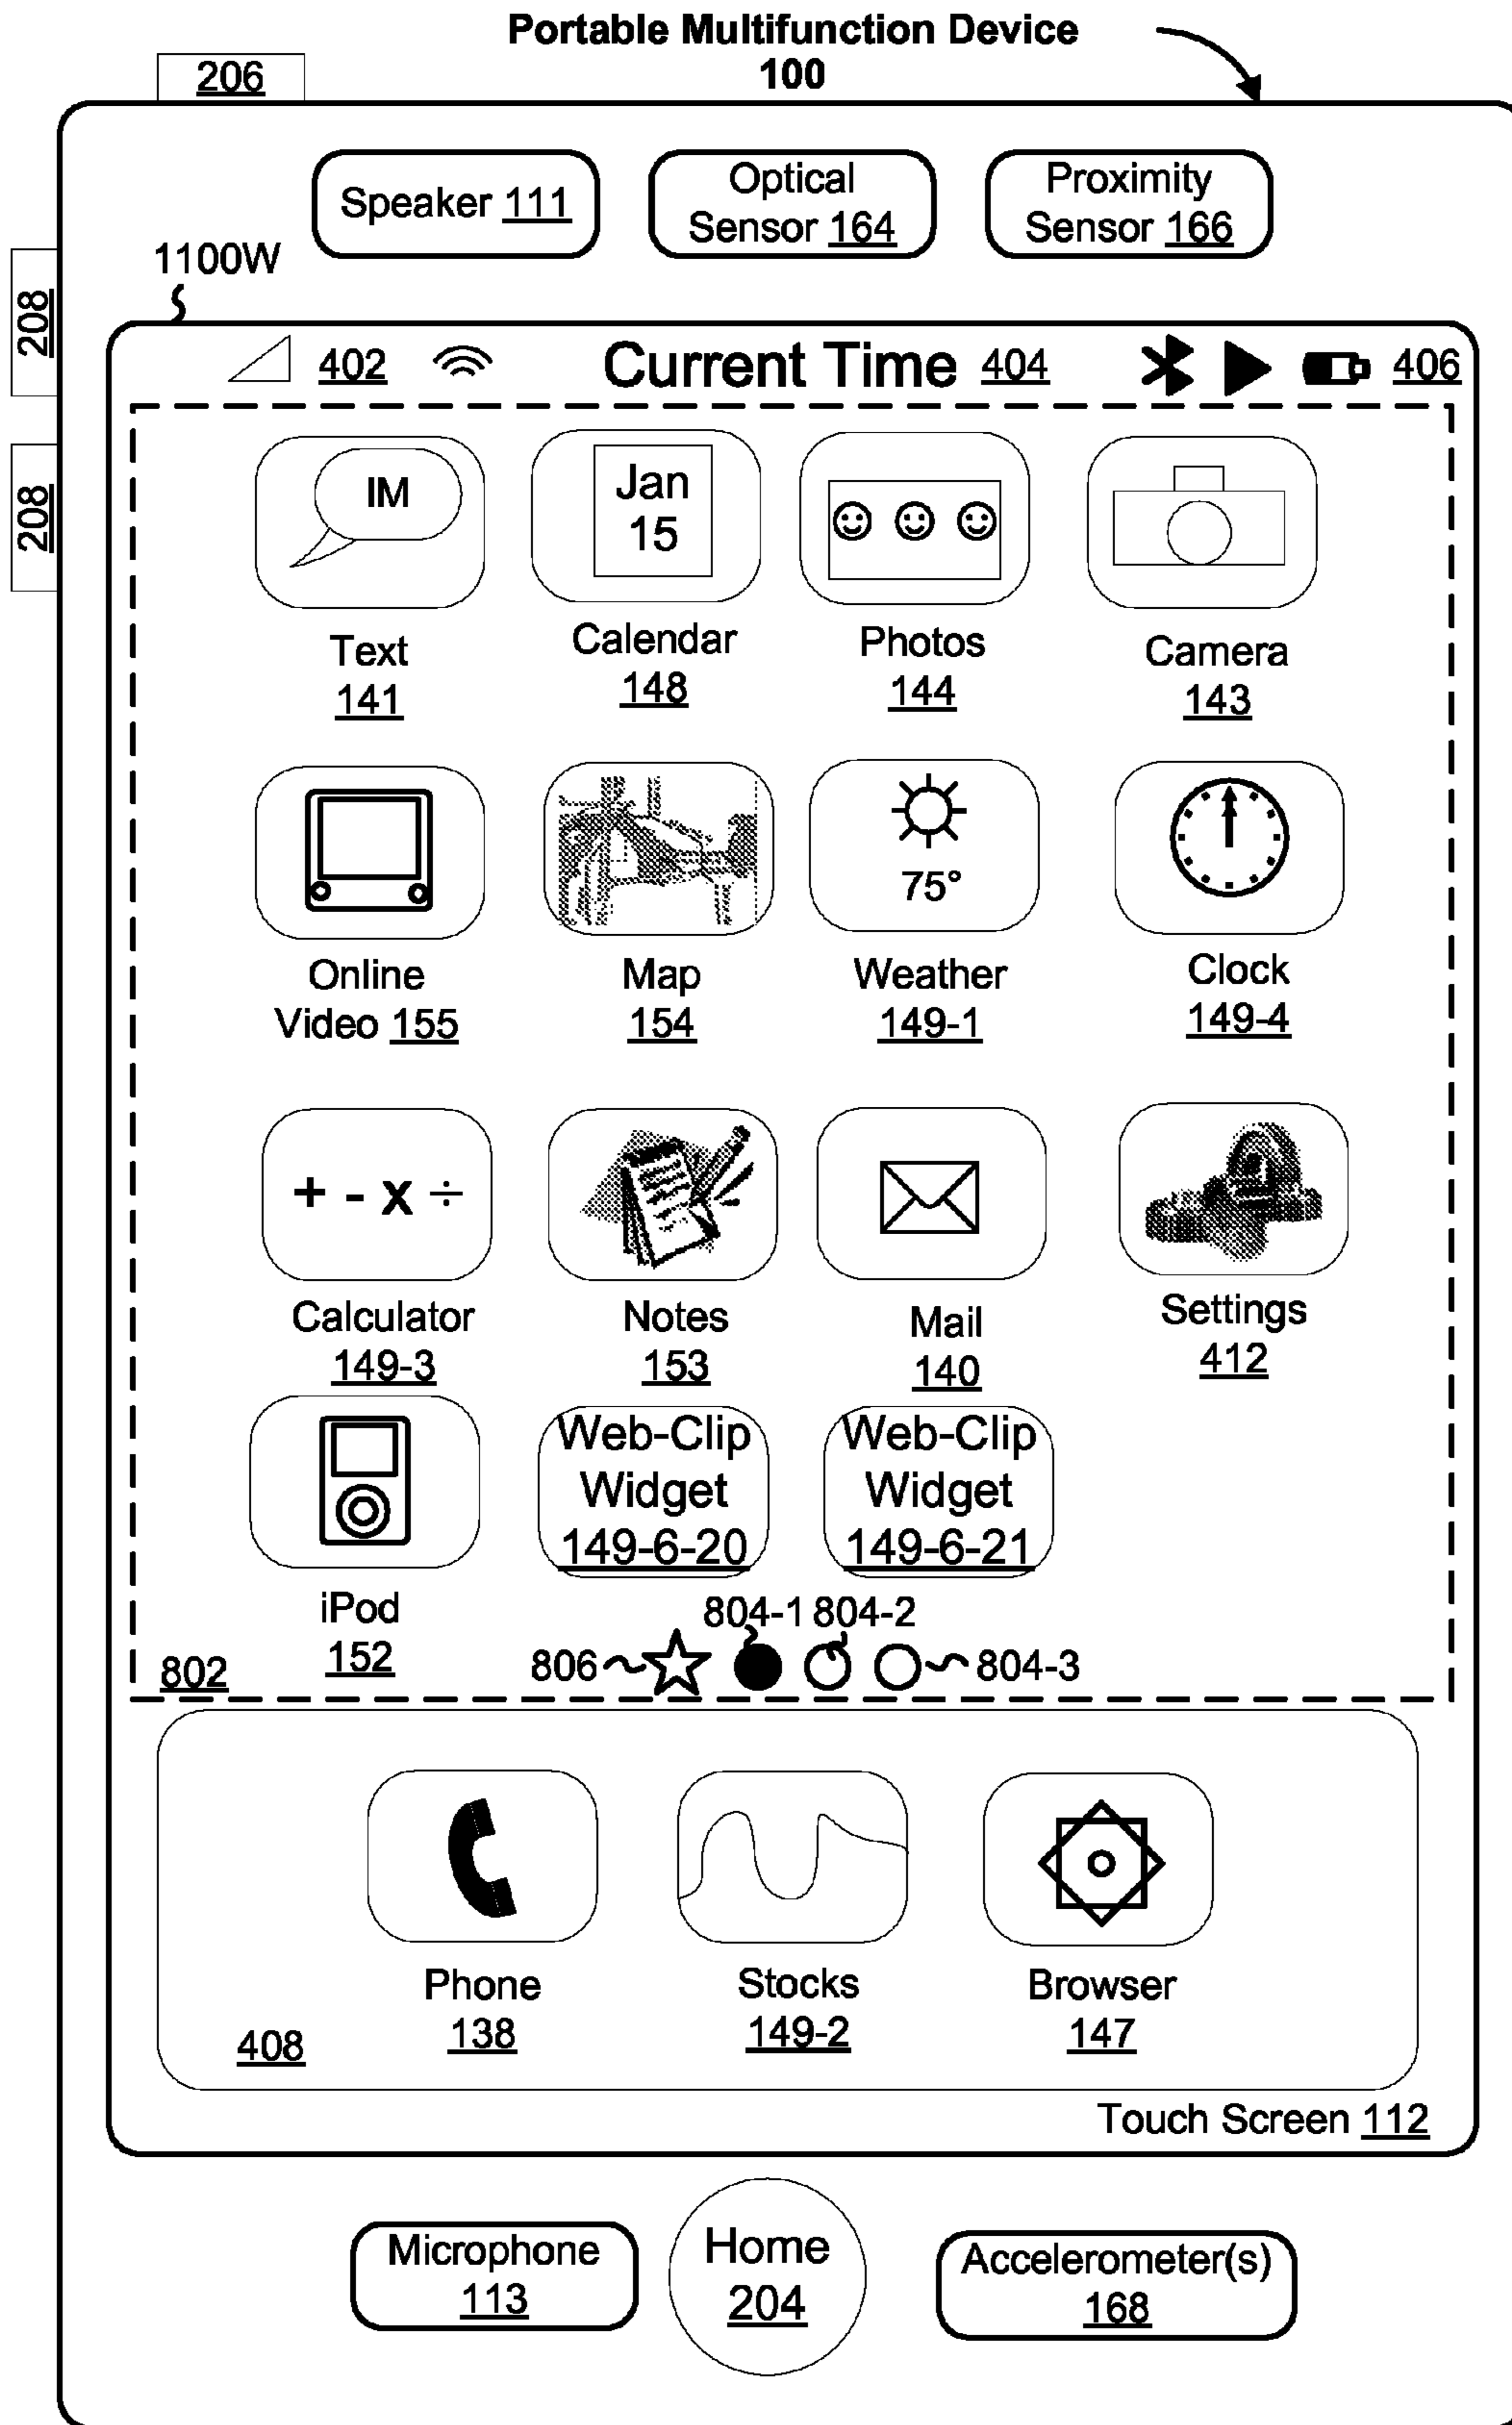 Portable Multifunction Device
100
206
Speaker 111
Optical
Sensor 164
Proximity
Sensor 166
1100W
208
208
402
Current Time 404
406
IM
Jan
15
Text
141
Calendar
148
Photos
144
Camera
143
75°
Online
Video 155
Map
154
Weather
149-1
Clock
149-4
+ - x ÷
Calculator
149-3
Notes
153
Mail
140
Settings
412
Web-Clip
Widget
149-6-20
Web-Clip
Widget
149-6-21
iPod
152
804-1 804-2
806
804-3
802
Phone
138
Stocks
149-2
Browser
147
408
Touch Screen 112
Microphone
113
Home
204
Accelerometer(s)
168